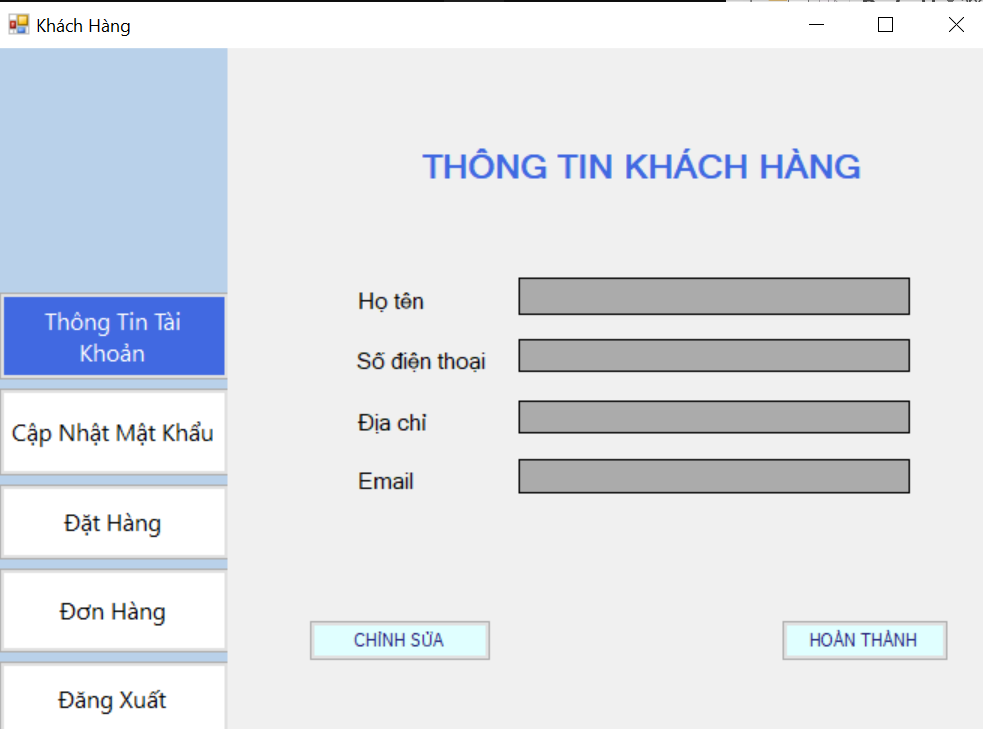 Khách Hàng
THÔNG TIN KHÁCH HÀNG
Thông Tin Tài
Khoản
Cập Nhật Mật Khẩu
Đặt Hàng
Đơn Hàng
Đăng Xuất
Họ tên
Số điện thoại
Địa chỉ
Email
CHỈNH SỬA
HOÀN THÀNH